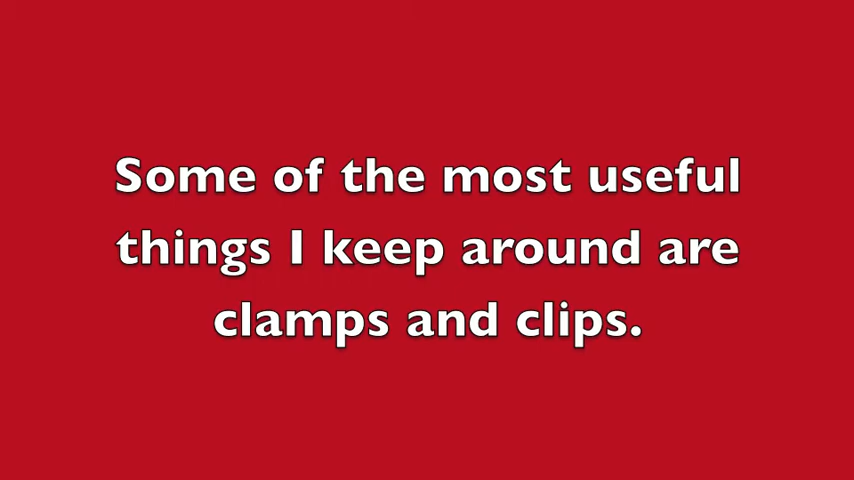 Some of the most useful
things I keep around are
clamps and clips.